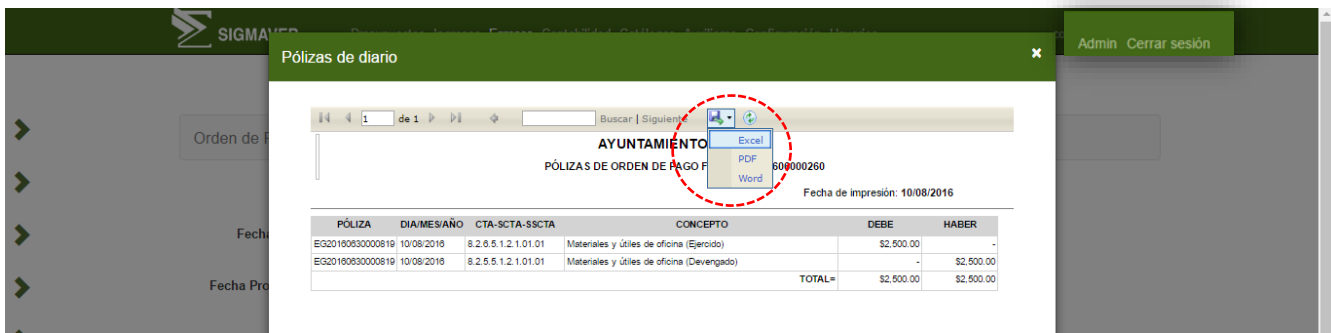 SIGMAVER
Egresos
Admin Cerrar sesión
Pólizas de diario
×
Orden de
1 de 1 Buscar | Siguiente
Excel
AYUNTAMIENTO
PDF
PÓLIZAS DE ORDEN DE PAGO 600000260
Word
Fecha de impresión: 10/08/2016
Fecha
PÓLIZA DIA/MES/AÑO CTA-SCTA-SSCTA CONCEPTO DEBE HABER
EG20160630000819 10/08/2016 8.2.6.5.1.2.1.01.01 Materiales y útiles de oficina (Ejercido) $2,500.00 -
EG20160630000819 10/08/2016 8.2.5.5.1.2.1.01.01 Materiales y útiles de oficina (Devengado) - $2,500.00
TOTAL= $2,500.00 $2,500.00
Fecha Pro